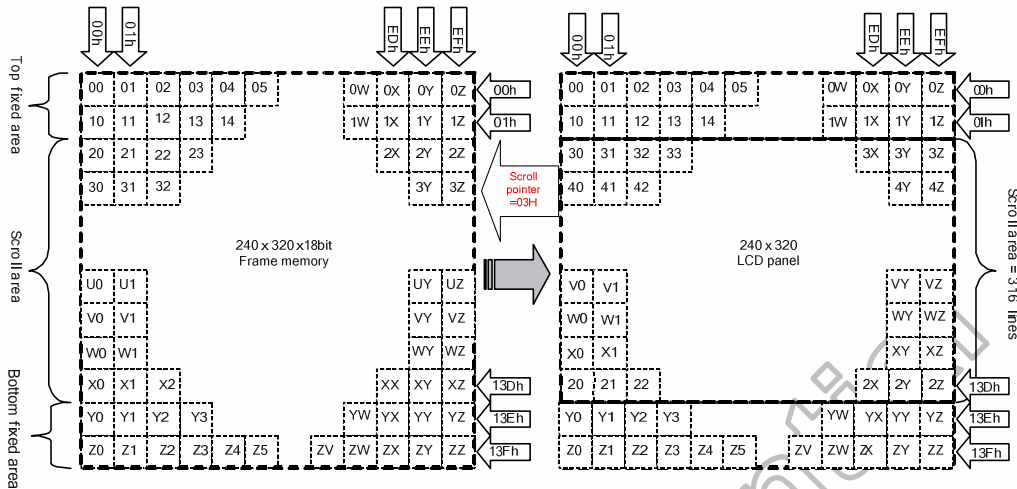 00h 01h EDh EEh EFh
00h 01h EDh EEh EFh
Top fixed area
00 01 02 03 04 05 0W 0X 0Y 0Z 00h
10 11 12 13 14 1W 1X 1Y 1Z 01h
Scroll area
20 21 22 23 2X 2Y 2Z
30 31 32 3Y 3Z
240 x 320 x18bit
Frame memory
U0 U1 UY UZ
V0 V1 VY VZ
W0 W1 WY WZ
X0 X1 X2 XX XY XZ 13Dh
Bottom fixed area
Y0 Y1 Y2 Y3 YW YX YY YZ 13Eh
Z0 Z1 Z2 Z3 Z4 Z5 ZV ZW ZX ZY ZZ 13Fh
Scroll
pointer
=03H
00 01 02 03 04 05 0W 0X 0Y 0Z 00h
10 11 12 13 14 1W 1X 1Y 1Z 01h
30 31 32 33 3X 3Y 3Z
40 41 42 4Y 4Z
240 x 320
LCD panel
Scroll area = 316 lines
V0 V1 VY VZ
W0 W1 WY WZ
X0 X1 XY XZ
20 21 22 2X 2Y 2Z 13Dh
Y0 Y1 Y2 Y3 YW YX YY YZ 13Eh
Z0 Z1 Z2 Z3 Z4 Z5 ZV ZW ZX ZY ZZ 13Fh